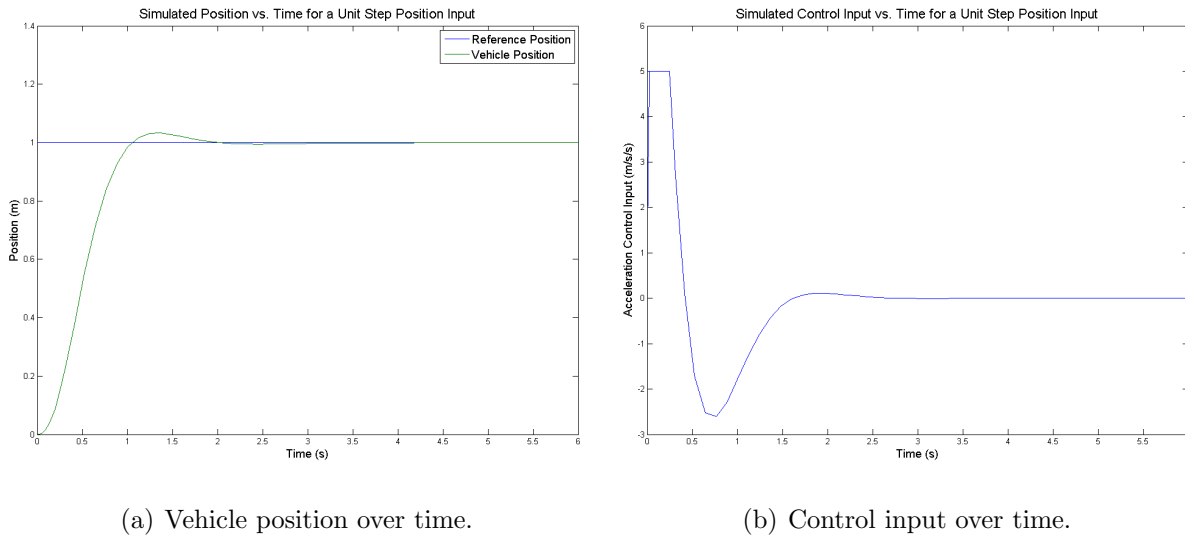 Simulated Position vs. Time for a Unit Step Position Input
1.4
1.2
1
0.8
0.6
0.4
0.2
0
Position (m)
Reference Position
Vehicle Position
0 0.5 1 1.5 2 2.5 3 3.5 4 4.5 5 5.5 6
Time (s)
(a) Vehicle position over time.
Simulated Control Input vs. Time for a Unit Step Position Input
6
5
4
3
2
1
0
-1
-2
-3
Acceleration Control Input (m/s/s)
0 0.5 1 1.5 2 2.5 3 3.5 4 4.5 5 5.5
Time (s)
(b) Control input over time.